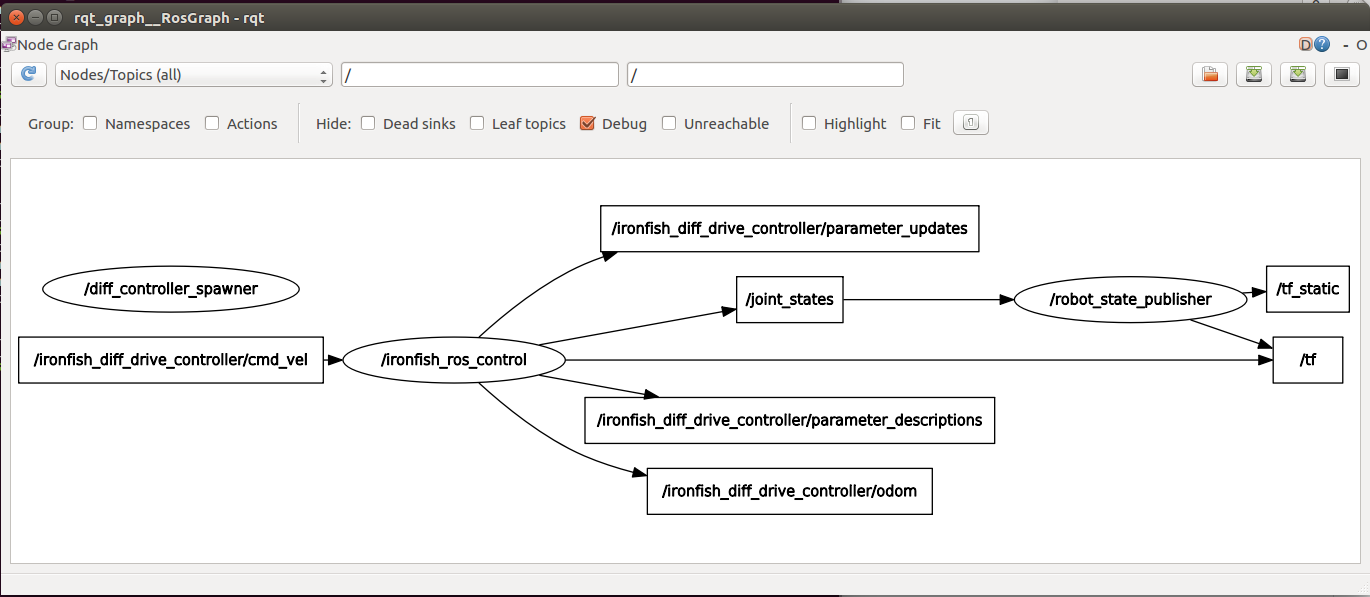 rqt_graph__RosGraph - rqt
Node Graph
D ? - O
Nodes/Topics (all) / /
Group: Namespaces Actions Hide: Dead sinks Leaf topics Debug Unreachable Highlight Fit
/ironfish_diff_drive_controller/parameter_updates
/diff_controller_spawner
/joint_states
/robot_state_publisher
/tf_static
/ironfish_diff_drive_controller/cmd_vel
/ironfish_ros_control
/tf
/ironfish_diff_drive_controller/parameter_descriptions
/ironfish_diff_drive_controller/odom